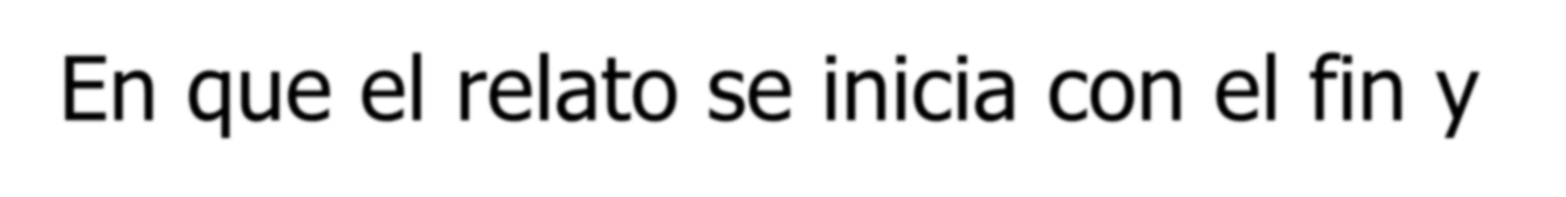 En que el relato se inicia con el fin y